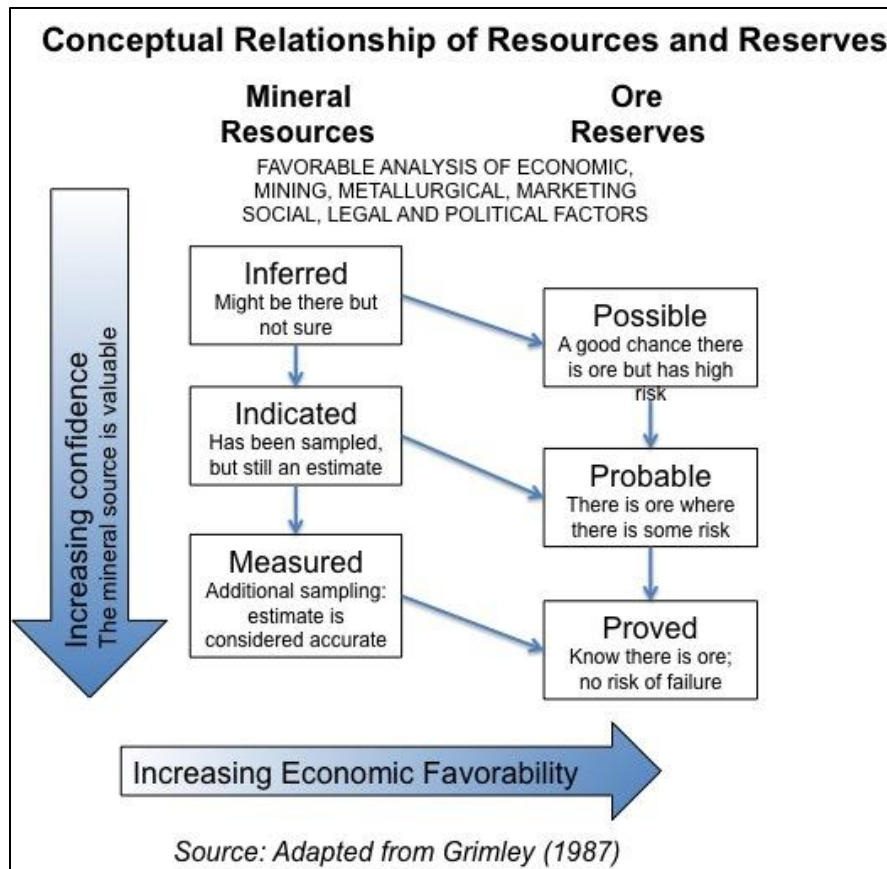 Conceptual Relationship of Resources and Reserves
Mineral
Resources
Ore
Reserves
FAVORABLE ANALYSIS OF ECONOMIC,
MINING, METALLURGICAL, MARKETING
SOCIAL, LEGAL AND POLITICAL FACTORS
Increasing confidence
The mineral source is valuable
Inferred
Might be there but
not sure
Possible
A good chance there
is ore but has high
risk
Indicated
Has been sampled,
but still an estimate
Probable
There is ore where
there is some risk
Measured
Additional sampling:
estimate is
considered accurate
Proved
Know there is ore;
no risk of failure
Increasing Economic Favorability
Source: Adapted from Grimley (1987)